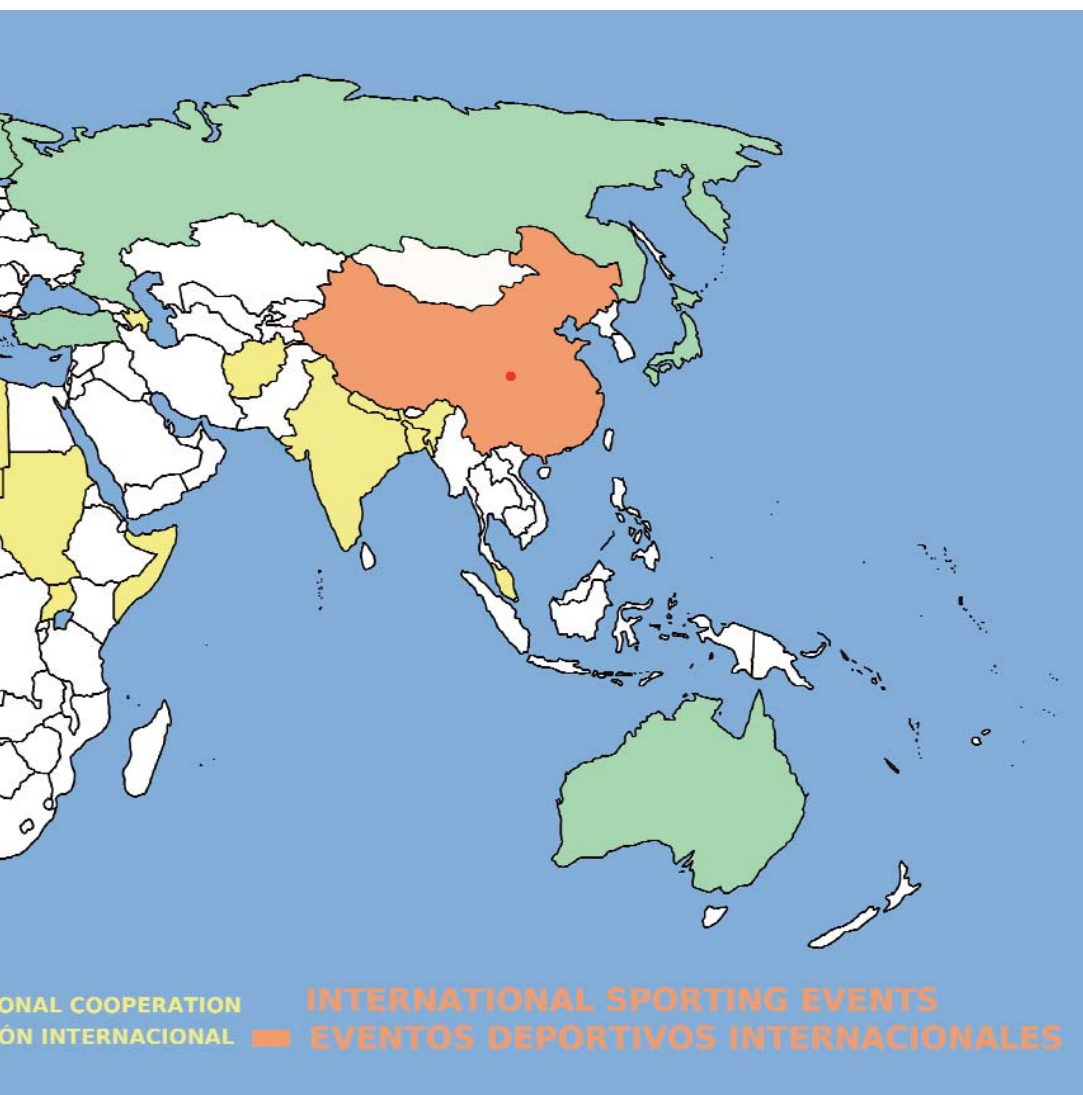 ONAL COOPERATION
ÓN INTERNACIONAL
INTERNATIONAL SPORTING EVENTS
EVENTOS DEPORTIVOS INTERNACIONALES